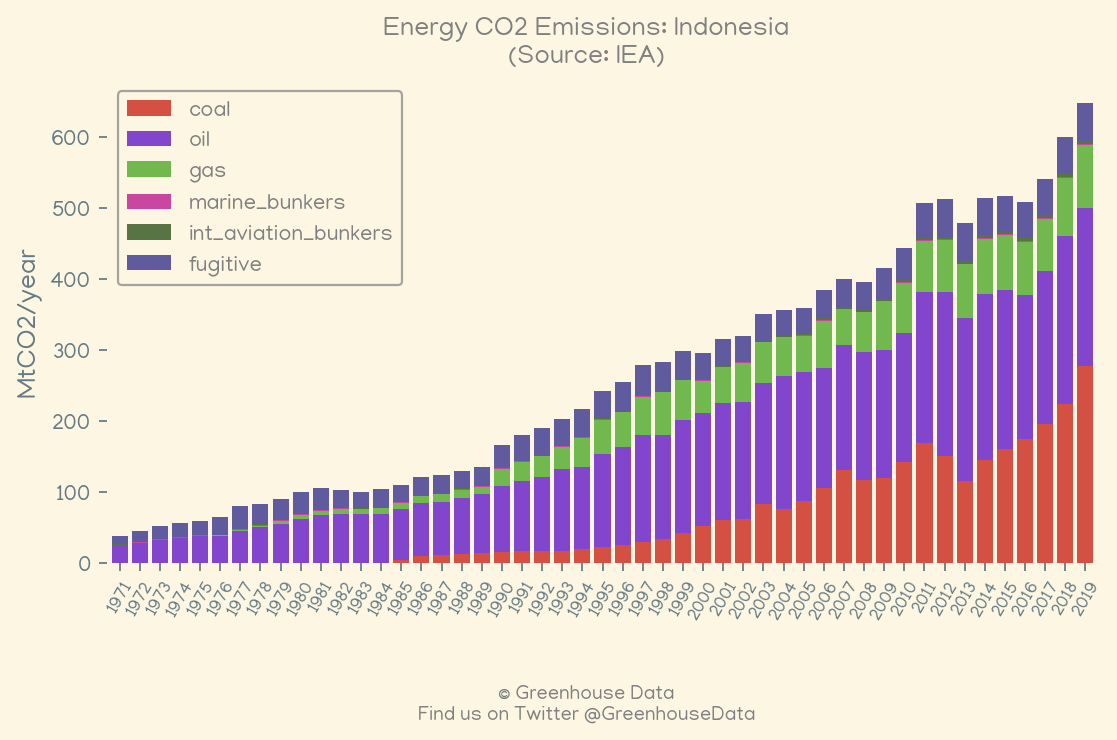 Energy CO2 Emissions: Indonesia
(Source: IEA)
coal
oil
gas
marine_bunkers
int_aviation_bunkers
fugitive
MtCO2/year
600
500
400
300
200
100
0
1971 1972 1973 1974 1975 1976 1977 1978 1979 1980 1981 1982 1983 1984 1985 1986 1987 1988 1989 1990 1991 1992 1993 1994 1995 1996 1997 1998 1999 2000 2001 2002 2003 2004 2005 2006 2007 2008 2009 2010 2011 2012 2013 2014 2015 2016 2017 2018 2019
© Greenhouse Data
Find us on Twitter @GreenhouseData